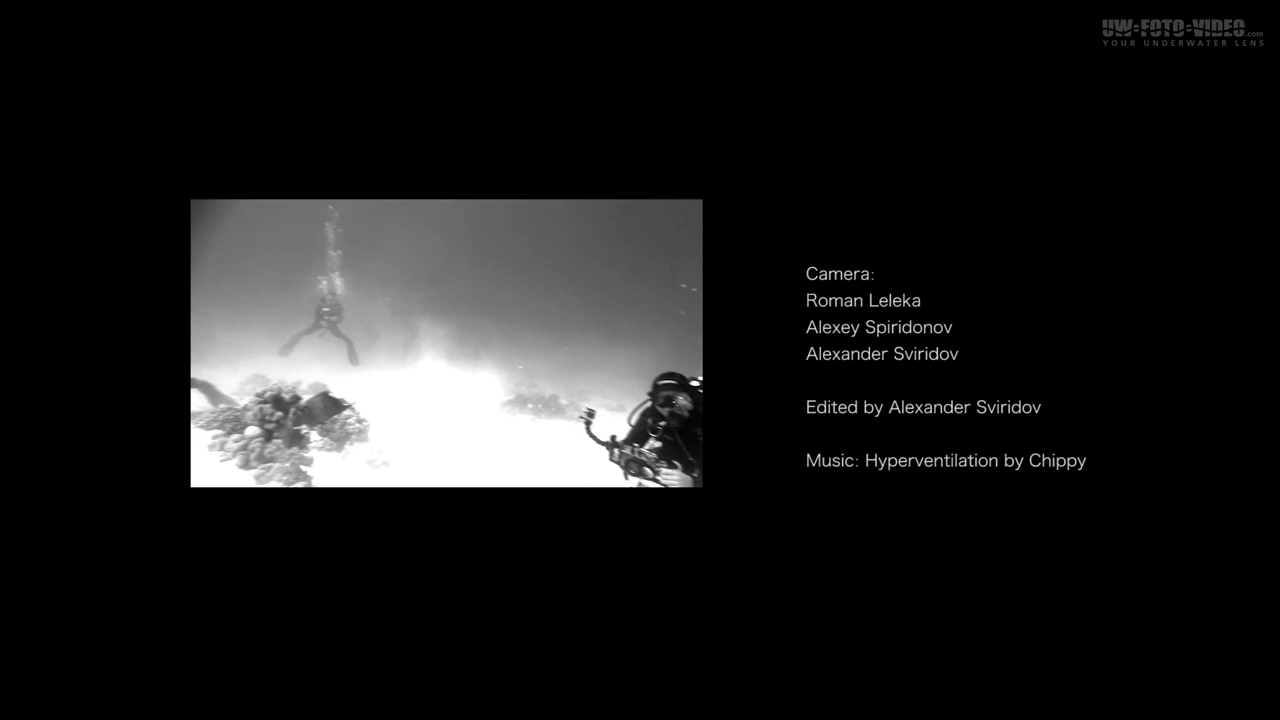 UW-FOTO-VIDEO.com
YOUR UNDERWATER LENS
Camera:
Roman Leleka
Alexey Spiridonov
Alexander Sviridov
Edited by Alexander Sviridov
Music: Hyperventilation by Chippy